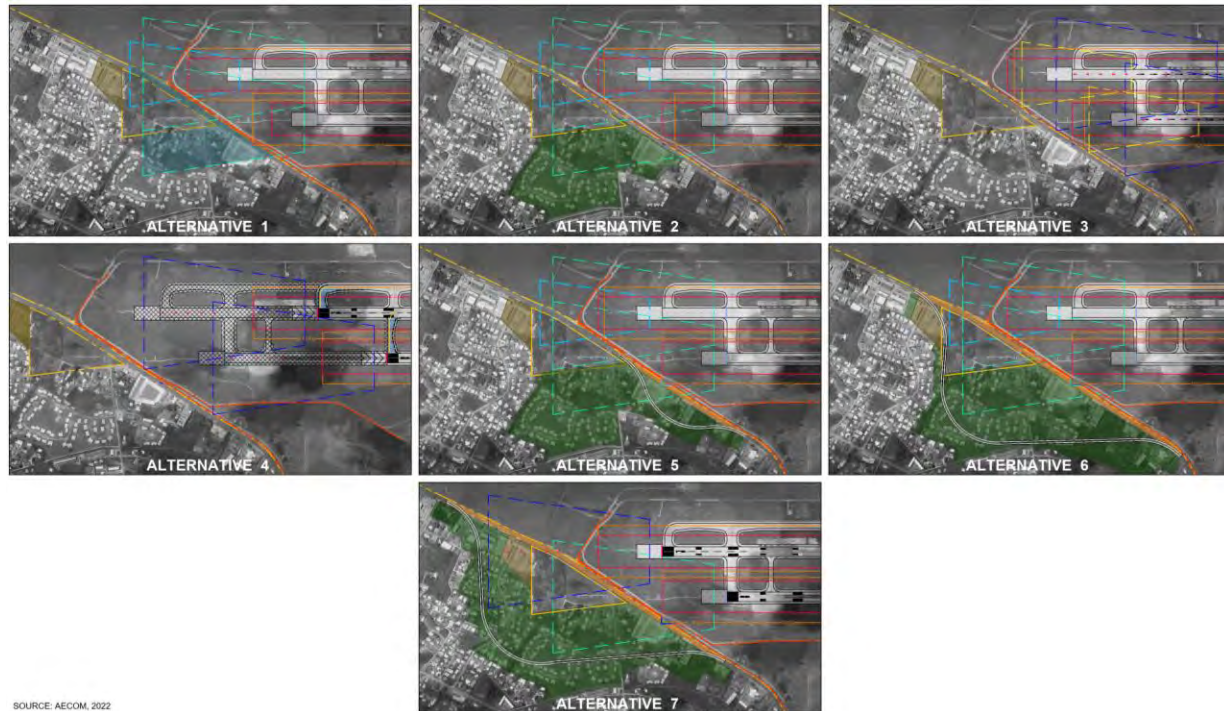 ALTERNATIVE 1
ALTERNATIVE 2
ALTERNATIVE 3
ALTERNATIVE 4
ALTERNATIVE 5
ALTERNATIVE 6
ALTERNATIVE 7
SOURCE: AECOM, 2022